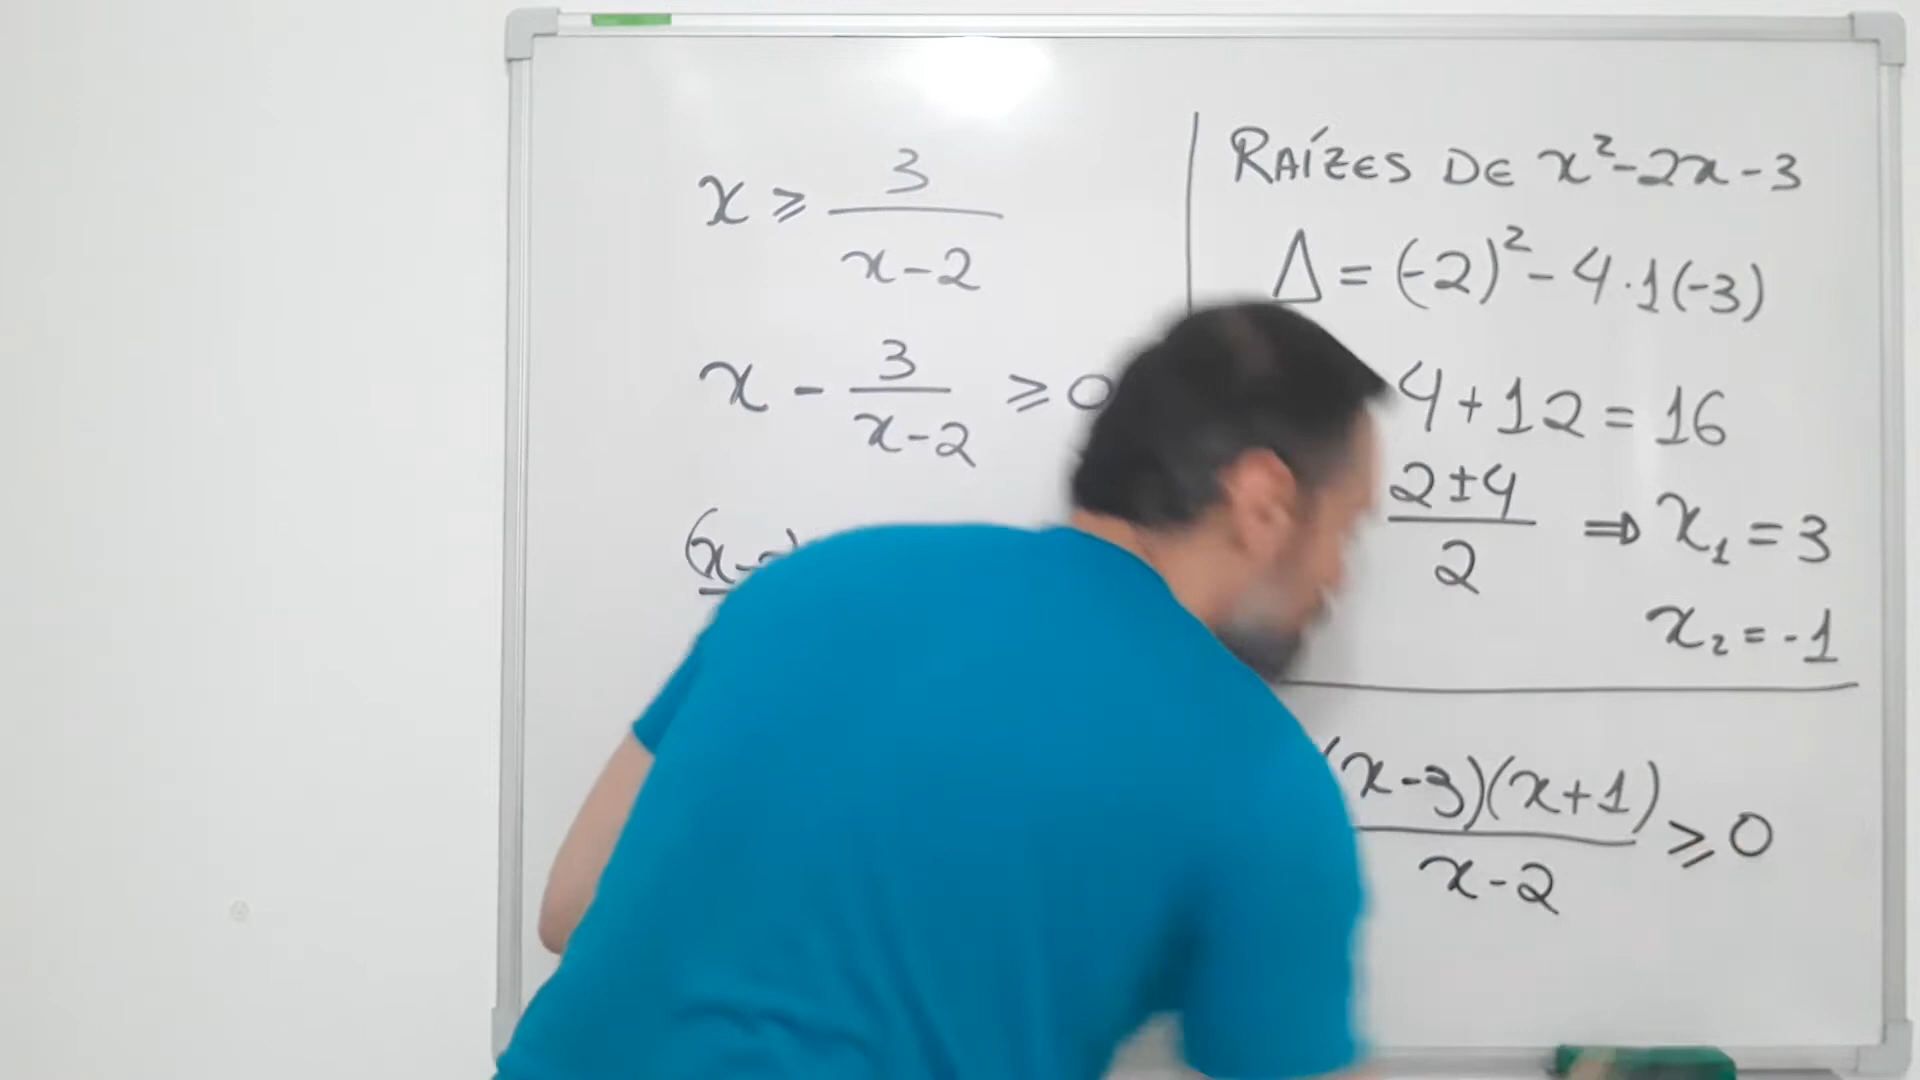 x ≥ 3/(x-2)
x - 3/(x-2) ≥ 0
(x-
RAÍZES DE x²-2x-3
Δ = (-2)² - 4·1(-3)
4+12 = 16
(2±4)/2 ⇒ x₁ = 3
x₂ = -1
(x-3)(x+1)/(x-2) ≥ 0